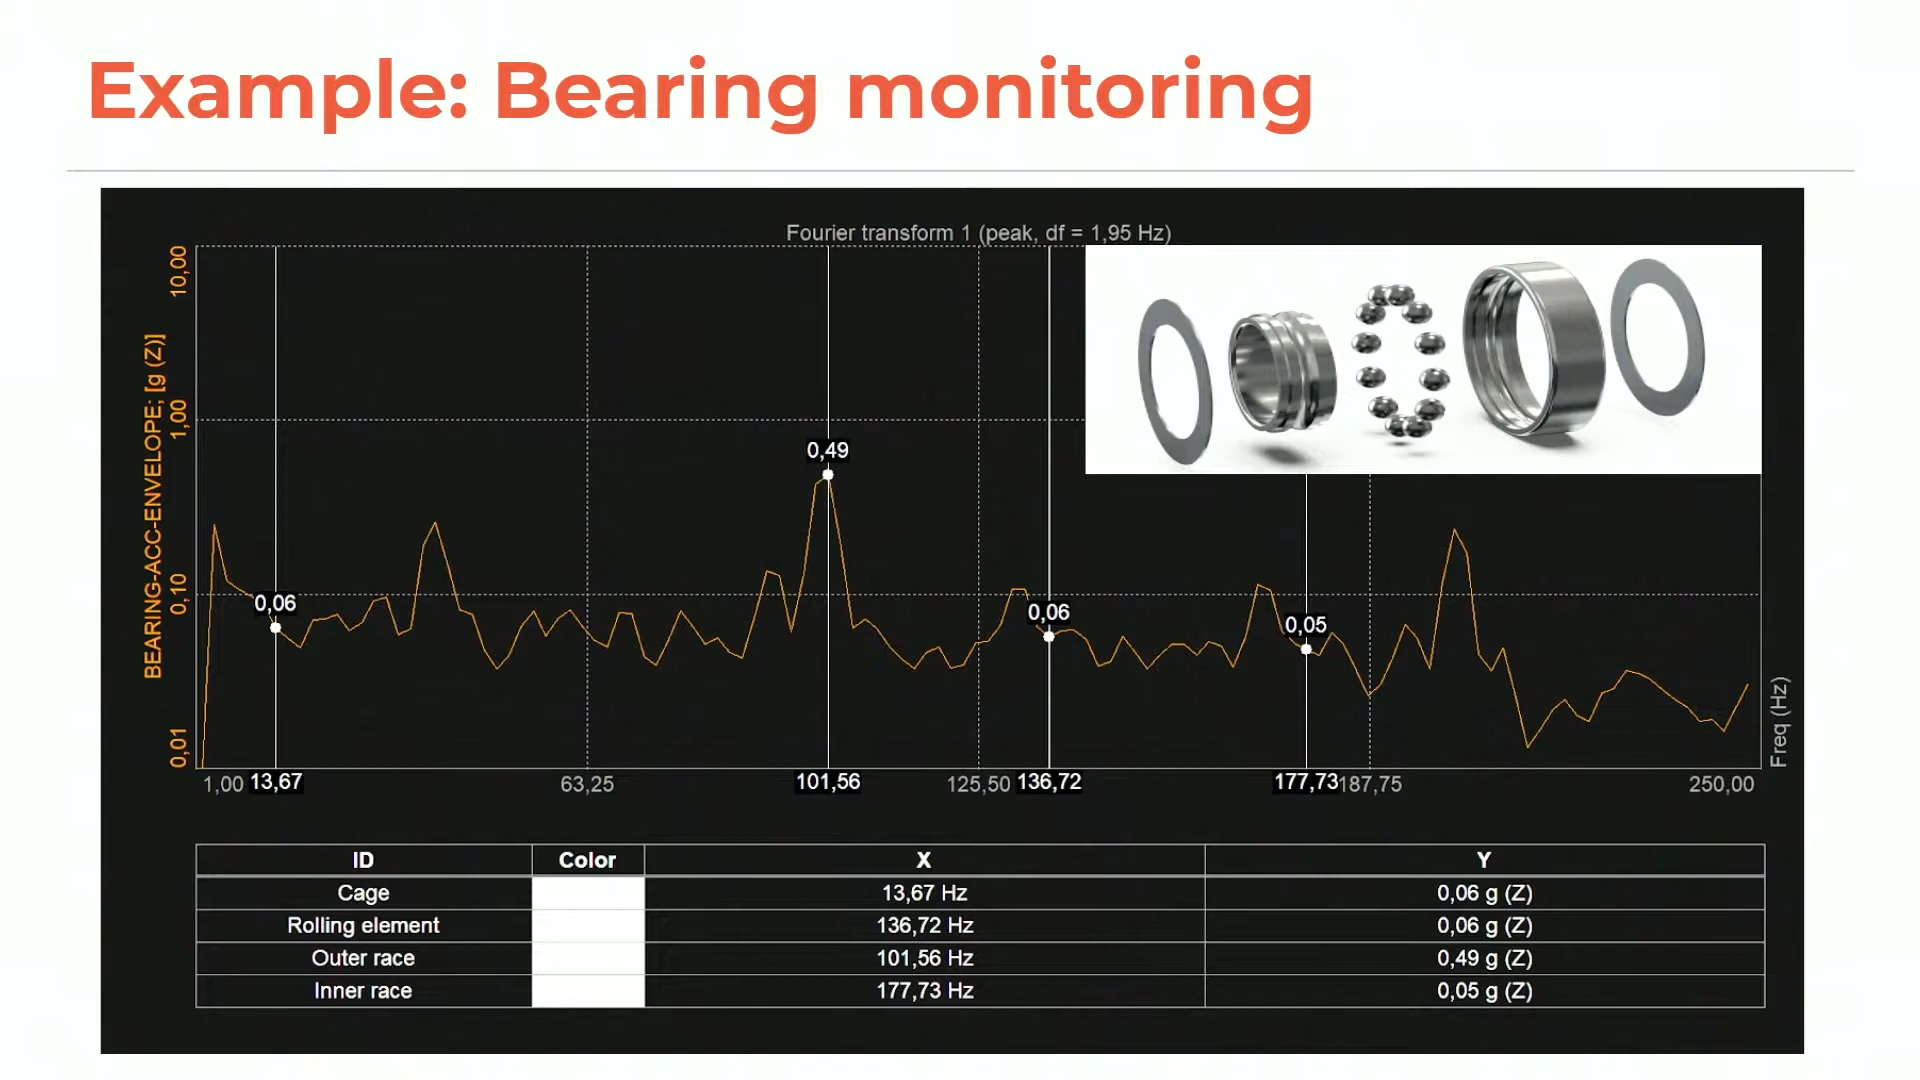 Example: Bearing monitoring
Fourier transform 1 (peak, df = 1,95 Hz)
BEARING-ACC-ENVELOPE; [g (Z)]
10,00
1,00
0,10
0,01
0,06
0,49
0,06
0,05
1,00 13,67 63,25 101,56 125,50 136,72 177,73 187,75 250,00
Freq (Hz)
ID Color X Y
Cage 13,67 Hz 0,06 g (Z)
Rolling element 136,72 Hz 0,06 g (Z)
Outer race 101,56 Hz 0,49 g (Z)
Inner race 177,73 Hz 0,05 g (Z)